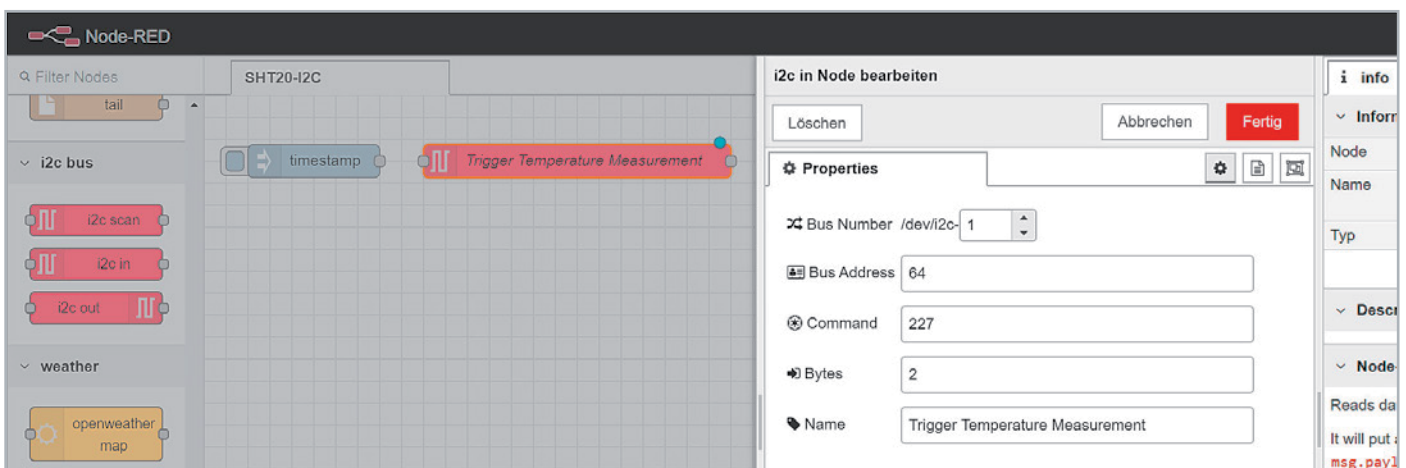 Node-RED
Filter Nodes
tail
i2c bus
i2c scan
i2c in
i2c out
weather
openweather
map
SHT20-I2C
timestamp
Trigger Temperature Measurement
i2c in Node bearbeiten
Löschen
Abbrechen
Fertig
Properties
Bus Number /dev/i2c- 1
Bus Address 64
Command 227
Bytes 2
Name Trigger Temperature Measurement
i info
Inforr
Node
Name
Typ
Descr
Node-
Reads da
It will put a
msg.payl